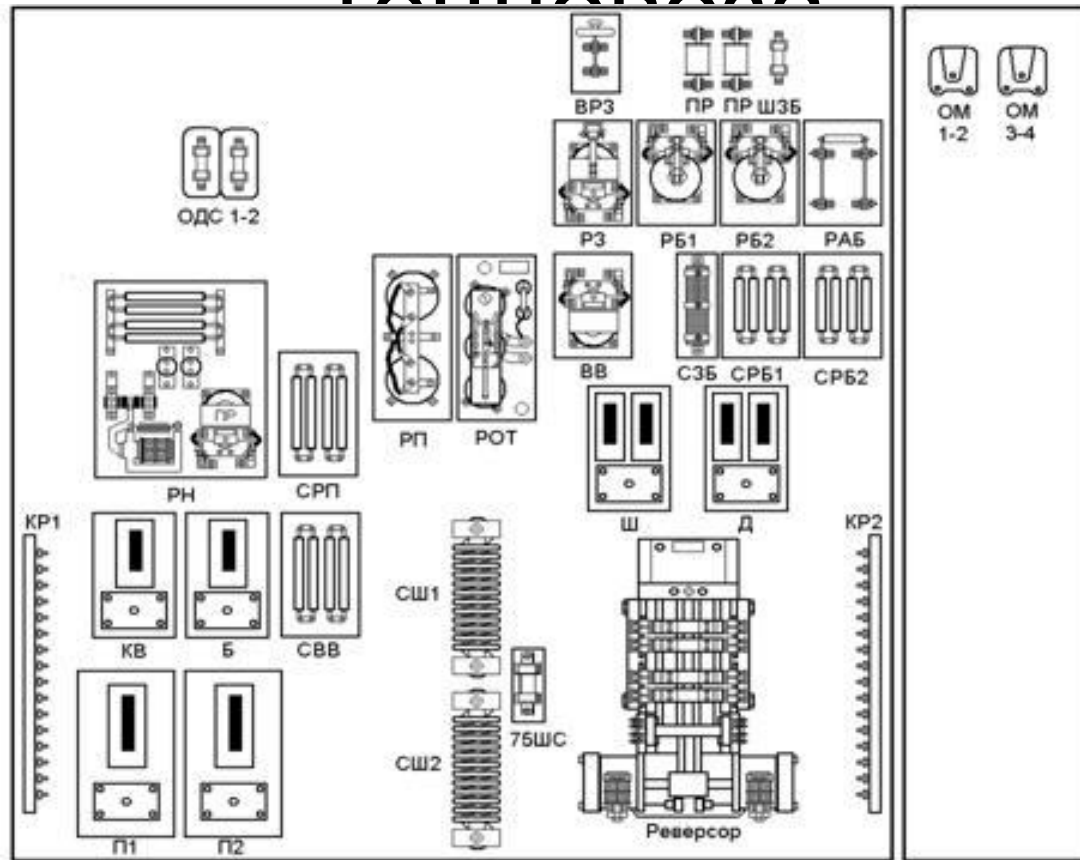 ВРЗ ПР ПР ШЗБ
ОМ 1-2
ОМ 3-4
ОДС 1-2
РЗ РБ1 РБ2 РАБ
РП РОТ
ВВ СЗБ СРБ1 СРБ2
ПР
РН СРП
Ш Д
КР1 КР2
КВ Б СВВ
СШ1
75ШС
СШ2
Реверсор
П1 П2